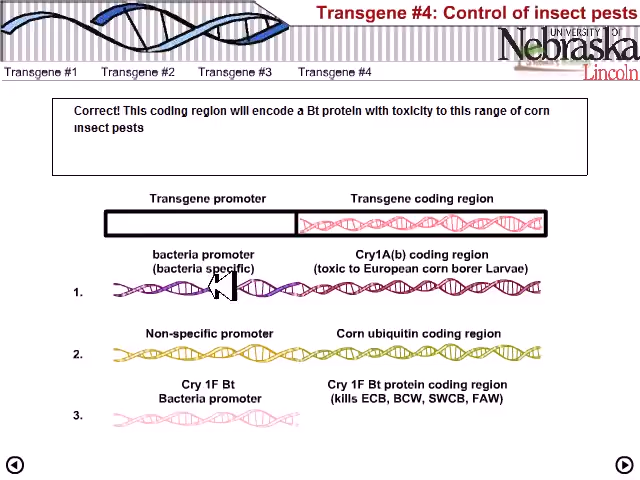 Transgene #4: Control of insect pests
UNIVERSITY OF
Nebraska
Lincoln
Transgene #1 Transgene #2 Transgene #3 Transgene #4
Correct! This coding region will encode a Bt protein with toxicity to this range of corn
insect pests
Transgene promoter Transgene coding region
bacteria promoter Cry1A(b) coding region
(bacteria specific) (toxic to European corn borer Larvae)
1.
Non-specific promoter Corn ubiquitin coding region
2.
Cry 1F Bt Cry 1F Bt protein coding region
Bacteria promoter (kills ECB, BCW, SWCB, FAW)
3.